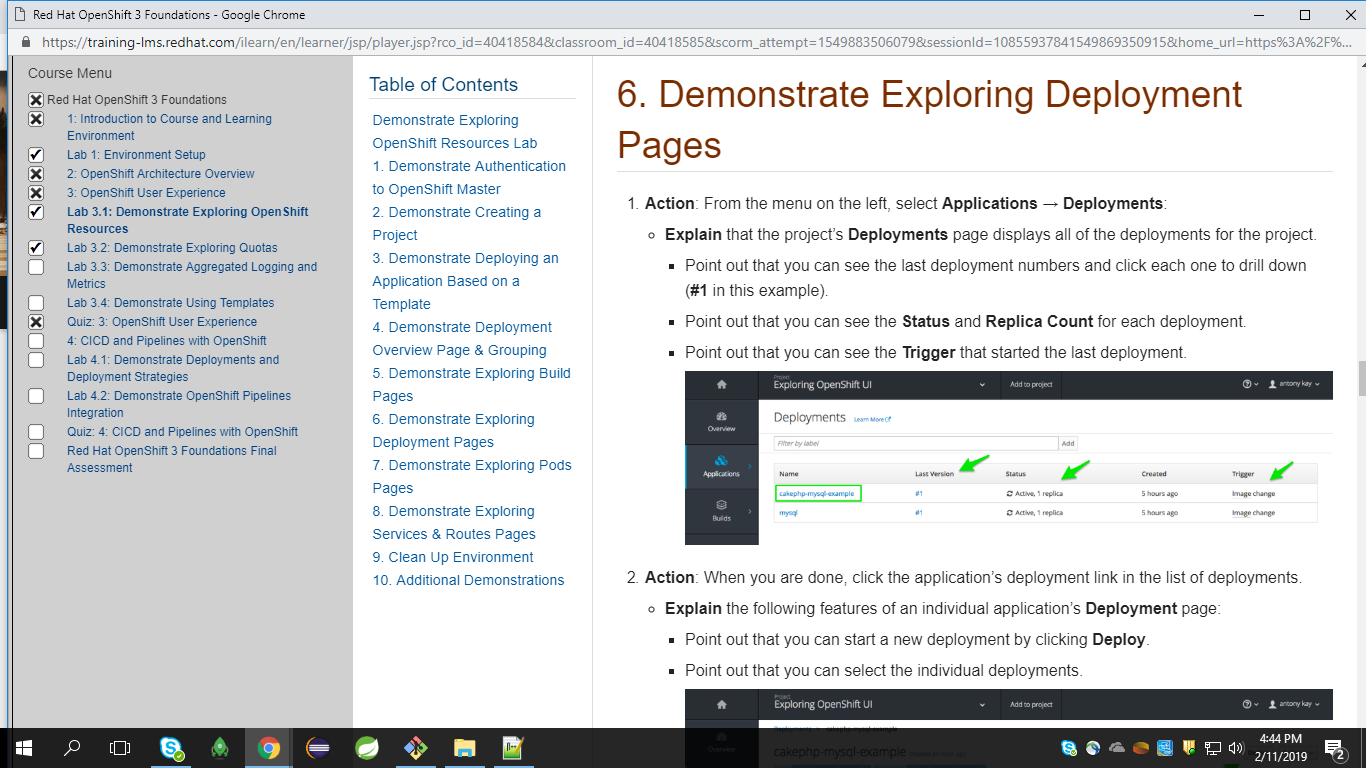 Red Hat OpenShift 3 Foundations - Google Chrome
https://training-lms.redhat.com/ilearn/en/learner/jsp/player.jsp?rco_id=40418584&classroom_id=40418585&scorm_attempt=1549883506079&sessionId=10855937841549869350915&home_url=https%3A%2F%...
Course Menu
Red Hat OpenShift 3 Foundations
1: Introduction to Course and Learning
Environment
Lab 1: Environment Setup
2: OpenShift Architecture Overview
3: OpenShift User Experience
Lab 3.1: Demonstrate Exploring OpenShift
Resources
Lab 3.2: Demonstrate Exploring Quotas
Lab 3.3: Demonstrate Aggregated Logging and
Metrics
Lab 3.4: Demonstrate Using Templates
Quiz: 3: OpenShift User Experience
4: CICD and Pipelines with OpenShift
Lab 4.1: Demonstrate Deployments and
Deployment Strategies
Lab 4.2: Demonstrate OpenShift Pipelines
Integration
Quiz: 4: CICD and Pipelines with OpenShift
Red Hat OpenShift 3 Foundations Final
Assessment
Table of Contents
Demonstrate Exploring
OpenShift Resources Lab
1. Demonstrate Authentication
to OpenShift Master
2. Demonstrate Creating a
Project
3. Demonstrate Deploying an
Application Based on a
Template
4. Demonstrate Deployment
Overview Page & Grouping
5. Demonstrate Exploring Build
Pages
6. Demonstrate Exploring
Deployment Pages
7. Demonstrate Exploring Pods
Pages
8. Demonstrate Exploring
Services & Routes Pages
9. Clean Up Environment
10. Additional Demonstrations
6. Demonstrate Exploring Deployment
Pages
1. Action: From the menu on the left, select Applications → Deployments:
Explain that the project’s Deployments page displays all of the deployments for the project.
Point out that you can see the last deployment numbers and click each one to drill down
(#1 in this example).
Point out that you can see the Status and Replica Count for each deployment.
Point out that you can see the Trigger that started the last deployment.
Project
Exploring OpenShift UI
Add to project
antony kay
Overview
Applications
Builds
Deployments Learn More
Filter by label Add
Name Last Version Status Created Trigger
cakephp-mysql-example #1 Active, 1 replica 5 hours ago Image change
mysql #1 Active, 1 replica 5 hours ago Image change
2. Action: When you are done, click the application’s deployment link in the list of deployments.
Explain the following features of an individual application’s Deployment page:
Point out that you can start a new deployment by clicking Deploy.
Point out that you can select the individual deployments.
Project
Exploring OpenShift UI
Add to project
antony kay
Deployments cakephp-mysql-example
Overview
cakephp-mysql-example
4:44 PM
2/11/2019
2